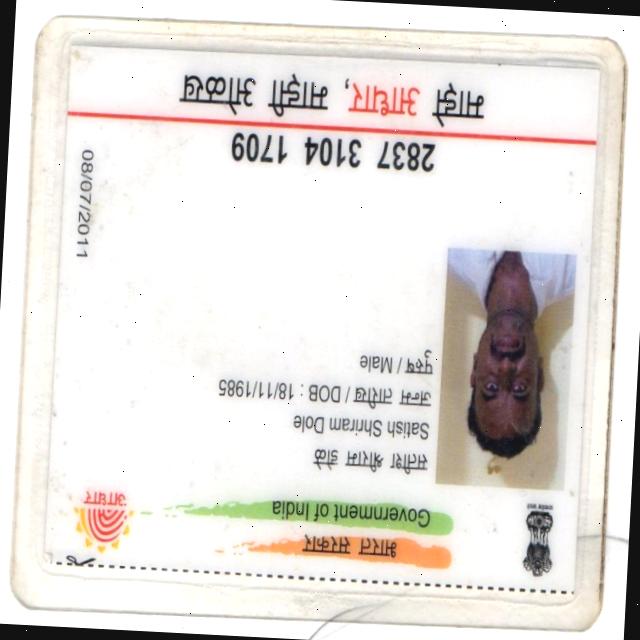 भारत सरकार
Government of India
आधार
सतीश श्रीराम डोळे
Satish Shriram Dole
जन्म तारीख / DOB : 18/11/1985
पुरुष / Male
08/07/2011
2837 3104 1709
माझे आधार, माझी ओळख